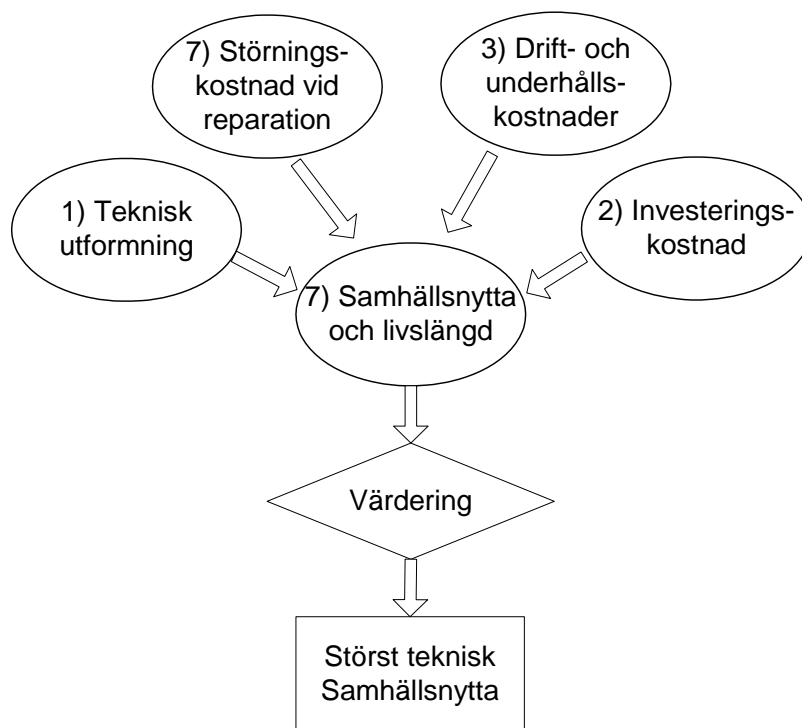 7) Störnings-
kostnad vid
reparation
3) Drift- och
underhålls-
kostnader
1) Teknisk
utformning
2) Investerings-
kostnad
7) Samhällsnytta
och livslängd
Värdering
Störst teknisk
Samhällsnytta